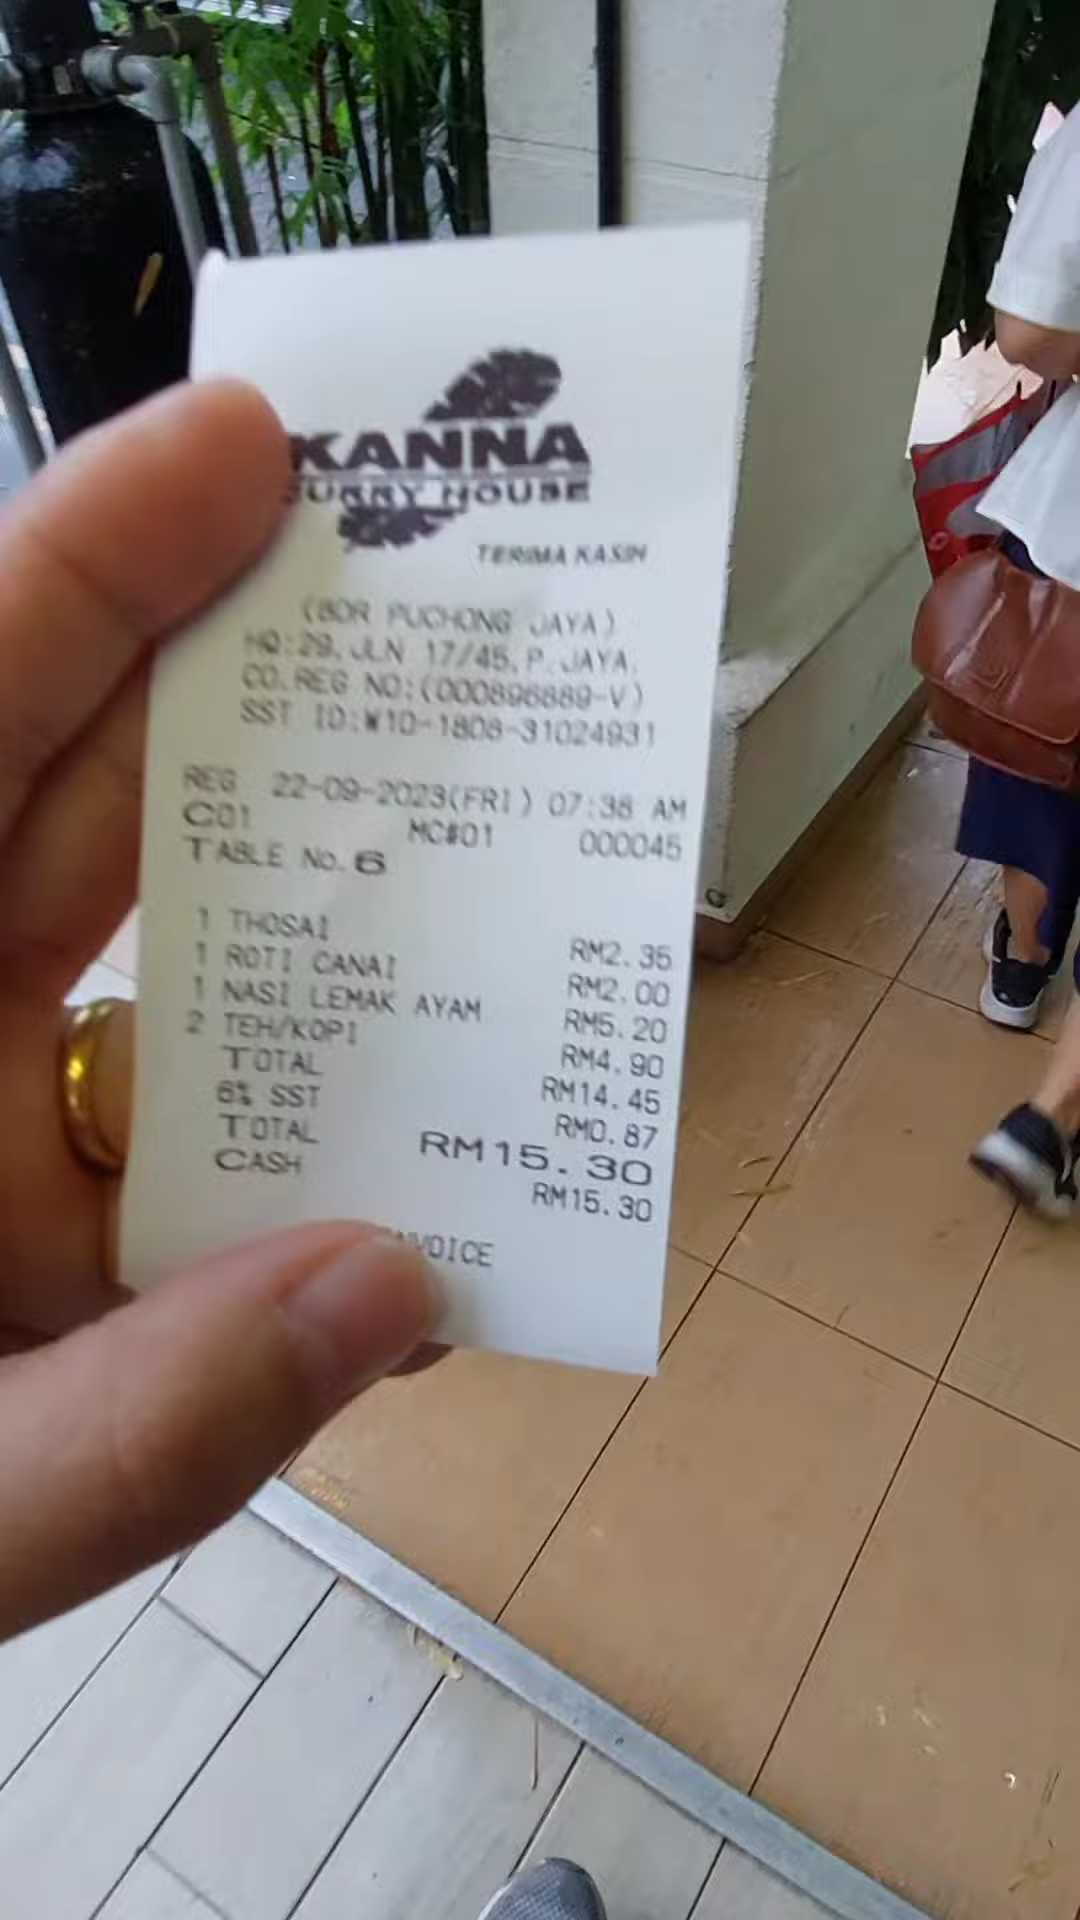 KANNA
CURRY HOUSE
TERIMA KASIH
(BDR PUCHONG JAYA)
HQ:29,JLN 17/45,P.JAYA.
CO.REG NO:(000896889-V)
SST ID:W10-1808-31024931
REG 22-09-2023(FRI) 07:38 AM
C01 MC#01 000045
TABLE No. 6
1 THOSAI RM2.35
1 ROTI CANAI RM2.00
1 NASI LEMAK AYAM RM5.20
2 TEH/KOPI RM4.90
TOTAL RM14.45
6% SST RM0.87
TOTAL RM15.30
CASH RM15.30
INVOICE